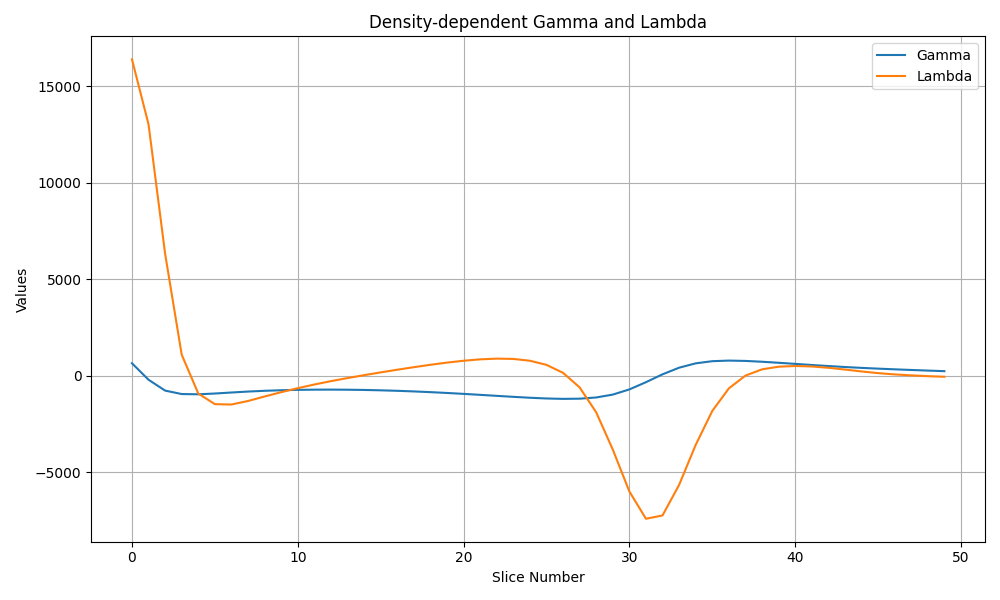 Density-dependent Gamma and Lambda
Gamma
Lambda
Values
15000
10000
5000
0
−5000
0 10 20 30 40 50
Slice Number